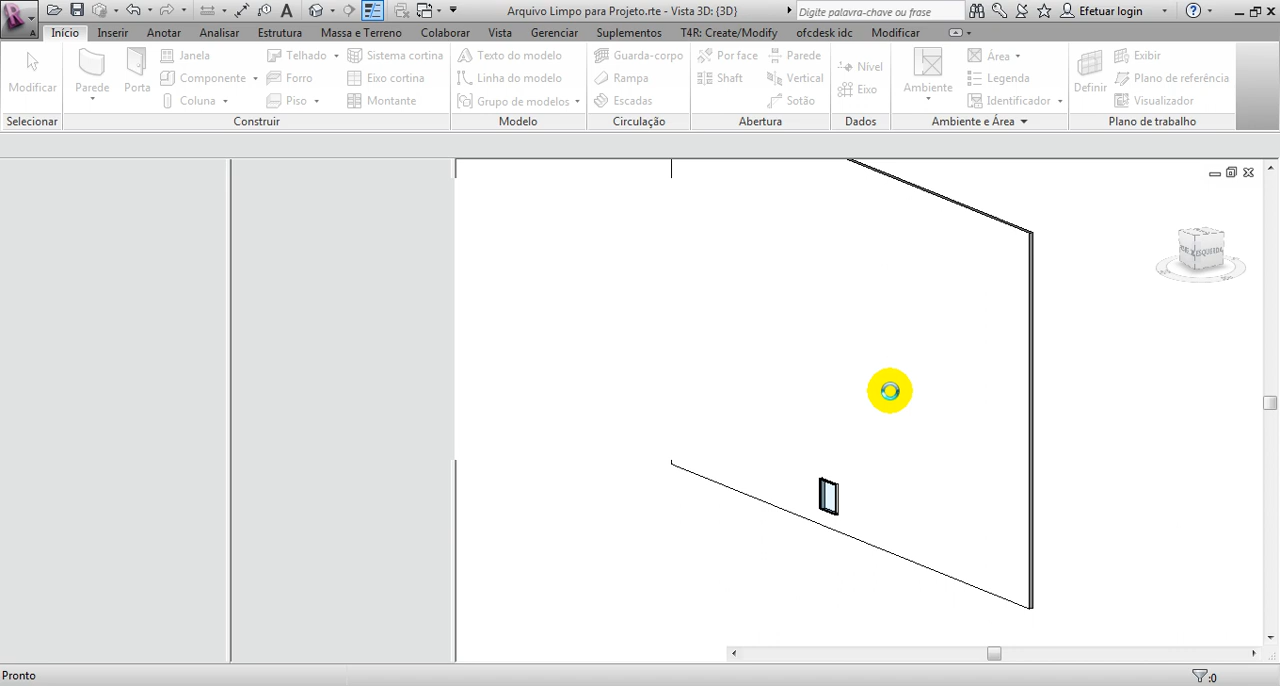 Arquivo Limpo para Projeto.rte - Vista 3D: {3D}
Digite palavra-chave ou frase
Efetuar login
Início Inserir Anotar Analisar Estrutura Massa e Terreno Colaborar Vista Gerenciar Suplementos T4R: Create/Modify ofcdesk idc Modificar
Modificar
Selecionar
Parede
Porta
Janela
Componente
Coluna
Telhado
Forro
Piso
Sistema cortina
Eixo Cortina
Montante
Construir
Texto do modelo
Linha do modelo
Grupo de modelos
Modelo
Guarda-corpo
Rampa
Escadas
Circulação
Por face
Shaft
Parede
Vertical
Sotão
Abertura
Nível
Eixo
Dados
Ambiente
Área
Legenda
Identificador
Ambiente e Área
Definir
Exibir
Plano de referência
Visualizador
Plano de trabalho
Pronto
:0